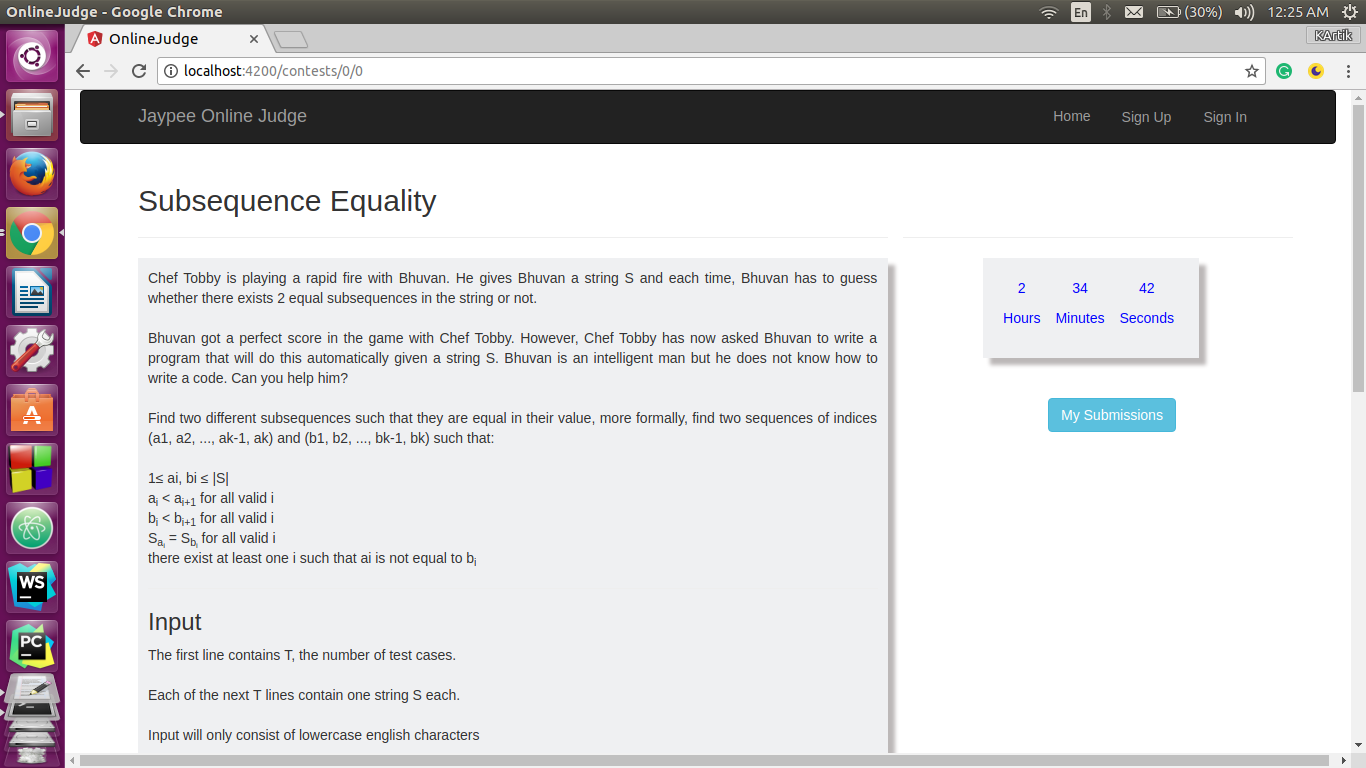 OnlineJudge - Google Chrome
En
(30%)
12:25 AM
OnlineJudge
KArtik
localhost:4200/contests/0/0
Jaypee Online Judge
Home
Sign Up
Sign In
Subsequence Equality
Chef Tobby is playing a rapid fire with Bhuvan. He gives Bhuvan a string S and each time, Bhuvan has to guess
whether there exists 2 equal subsequences in the string or not.
Bhuvan got a perfect score in the game with Chef Tobby. However, Chef Tobby has now asked Bhuvan to write a
program that will do this automatically given a string S. Bhuvan is an intelligent man but he does not know how to
write a code. Can you help him?
Find two different subsequences such that they are equal in their value, more formally, find two sequences of indices
(a1, a2, ..., ak-1, ak) and (b1, b2, ..., bk-1, bk) such that:
1≤ ai, bi ≤ |S|
ai < ai+1 for all valid i
bi < bi+1 for all valid i
Sai = Sbi for all valid i
there exist at least one i such that ai is not equal to bi
Input
The first line contains T, the number of test cases.
Each of the next T lines contain one string S each.
Input will only consist of lowercase english characters
2 34 42
Hours Minutes Seconds
My Submissions
WS
PC